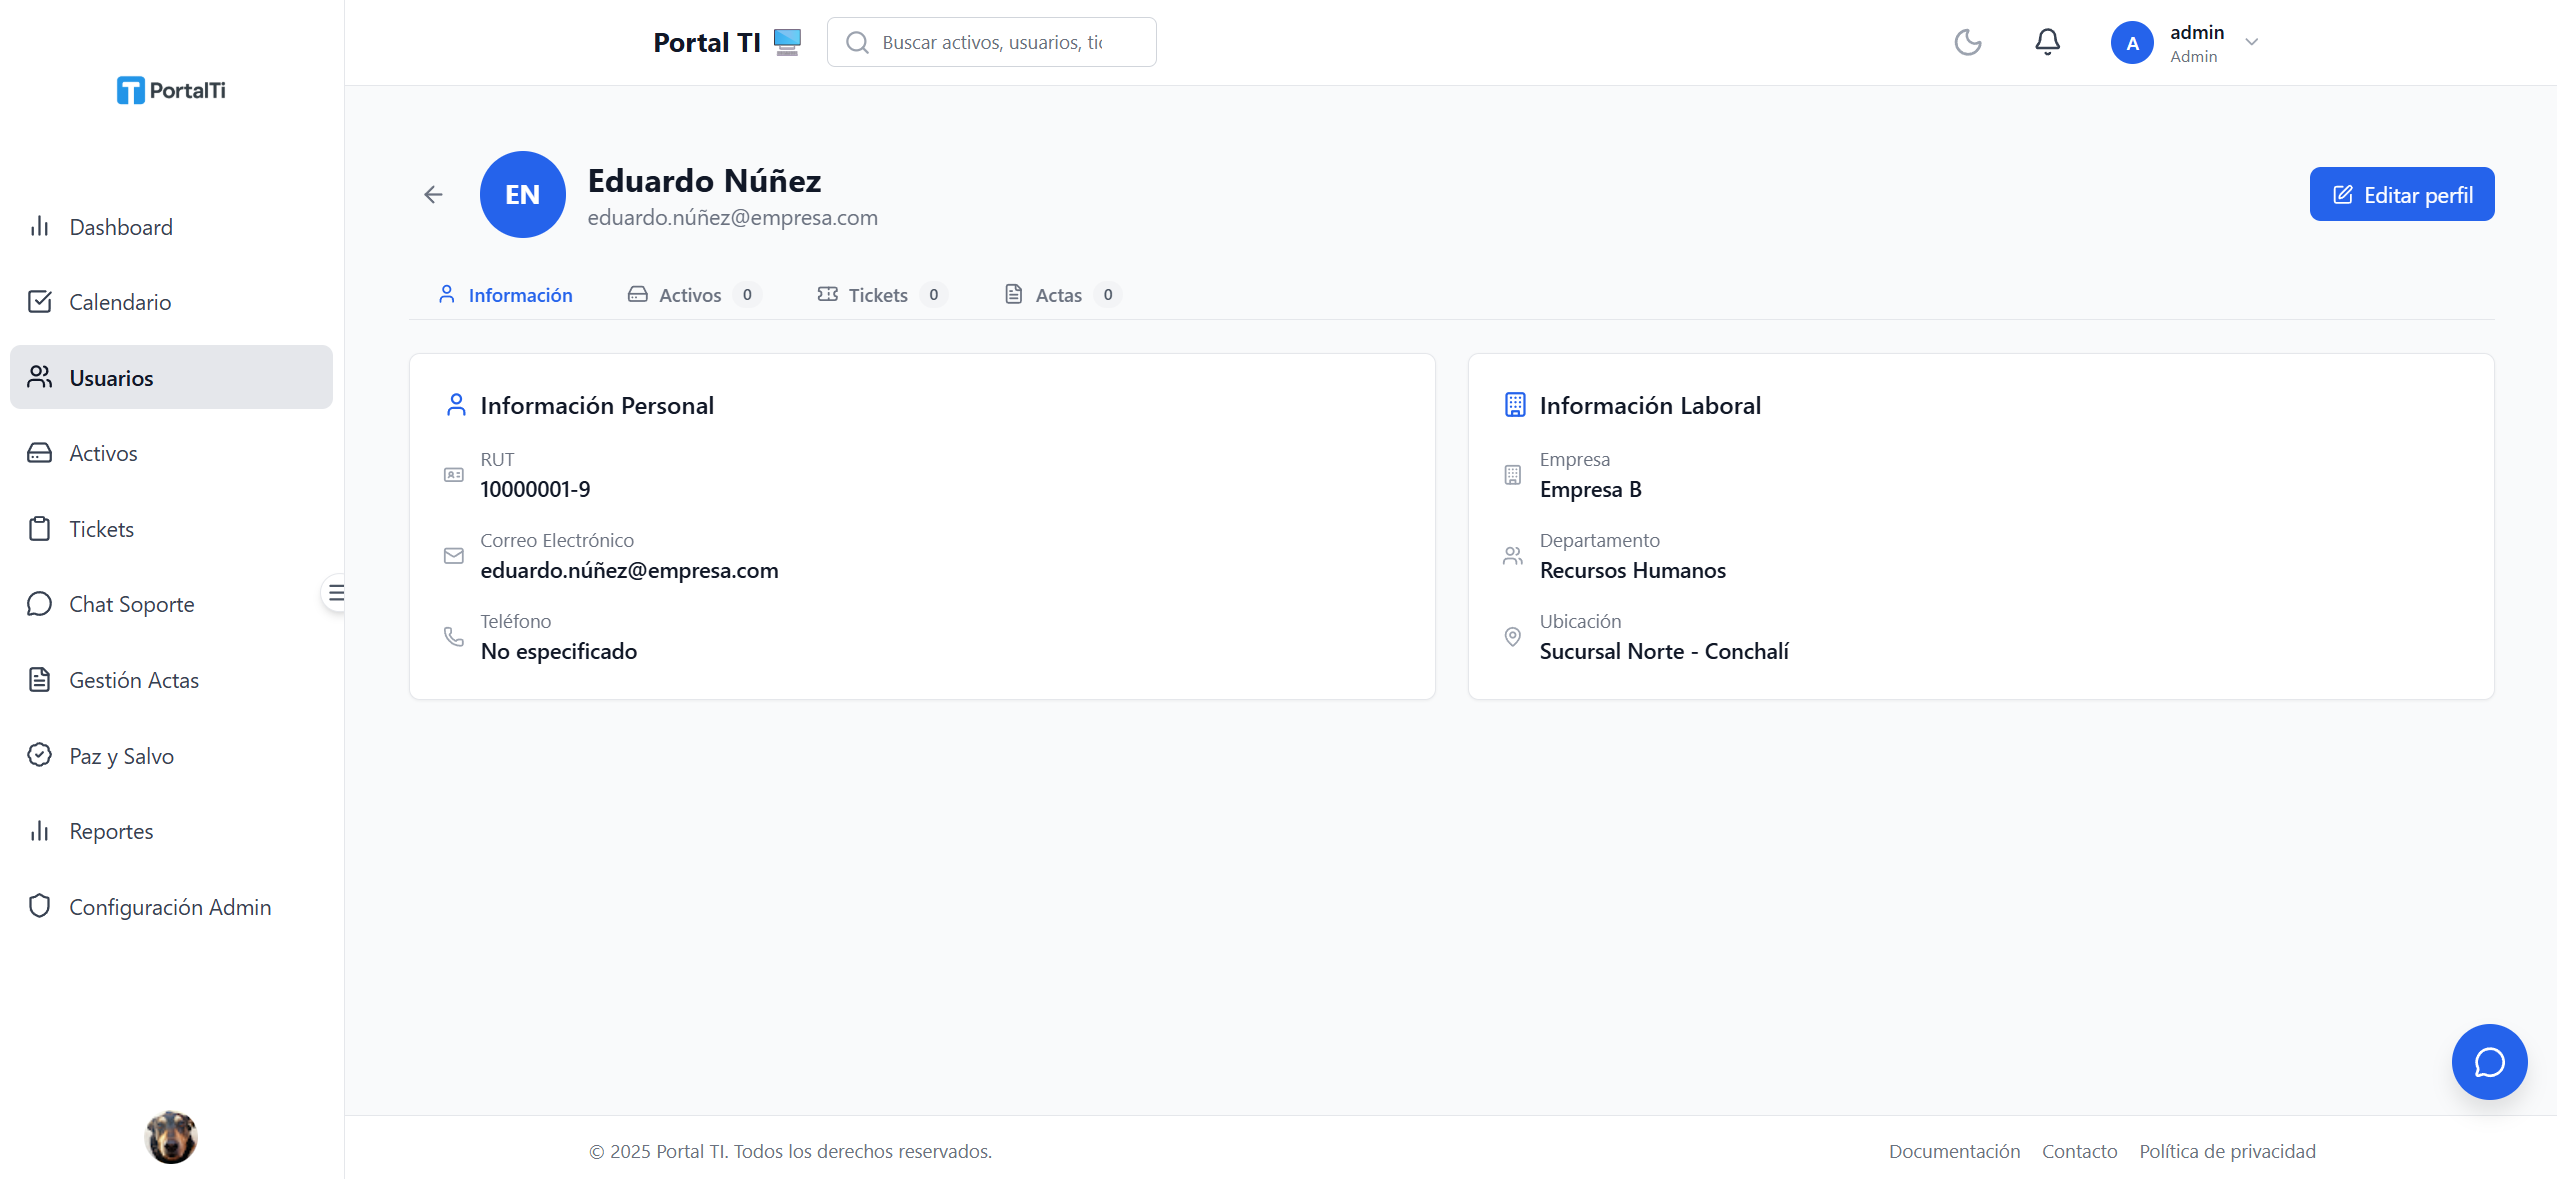 PortalTi
Dashboard
Calendario
Usuarios
Activos
Tickets
Chat Soporte
Gestión Actas
Paz y Salvo
Reportes
Configuración Admin
Portal TI
Buscar activos, usuarios, tic
A
admin
Admin
EN
Eduardo Núñez
eduardo.núñez@empresa.com
Editar perfil
Información
Activos 0
Tickets 0
Actas 0
Información Personal
RUT
10000001-9
Correo Electrónico
eduardo.núñez@empresa.com
Teléfono
No especificado
Información Laboral
Empresa
Empresa B
Departamento
Recursos Humanos
Ubicación
Sucursal Norte - Conchalí
© 2025 Portal TI. Todos los derechos reservados.
Documentación
Contacto
Política de privacidad